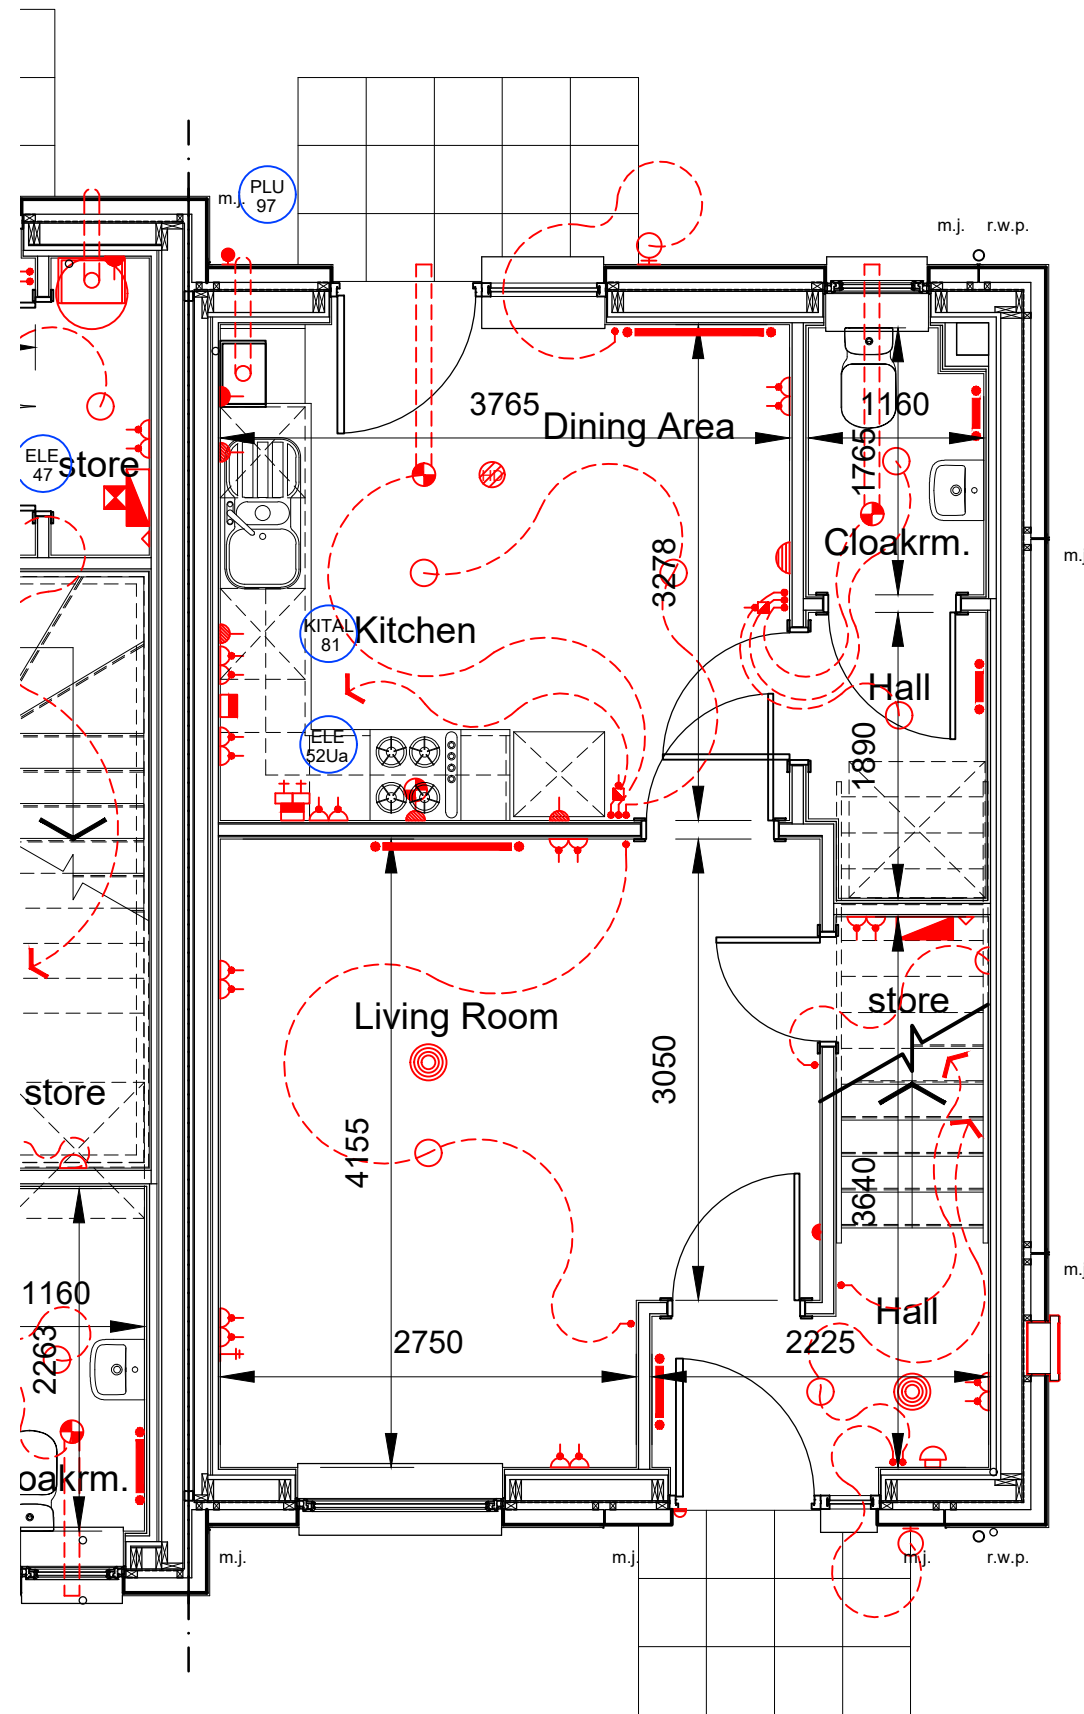 m.j.
PLU
97
m.j.
r.w.p.
3765
Dining Area
1160
1765
ELE
47
store
Cloakrm.
HD
3278
m.j
KITAL
81
Kitchen
Hall
1890
ELE
52Ua
store
Living Room
3050
store
4155
3640
m.j
1160
2263
Hall
2750
2225
oakrm.
m.j.
m.j.
m.j.
r.w.p.